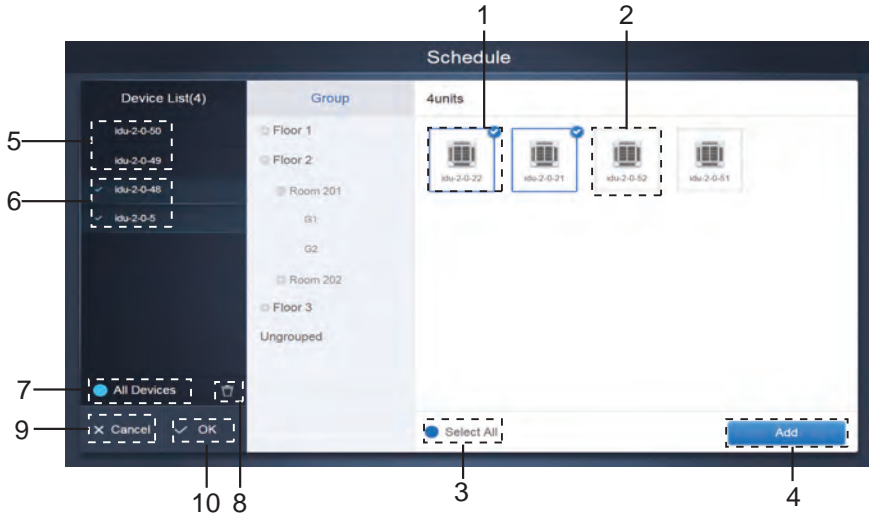 1 2
Schedule
Device List(4) Group 4units
5 idu-2-0-50 Floor 1
idu-2-0-49 Floor 2
6 idu-2-0-48 Room 201 idu-2-0-22 idu-2-0-21 idu-2-0-52 idu-2-0-51
idu-2-0-5 G1
G2
Room 202
Floor 3
Ungrouped
7 All Devices
9 Cancel OK Select All Add
10 8 3 4